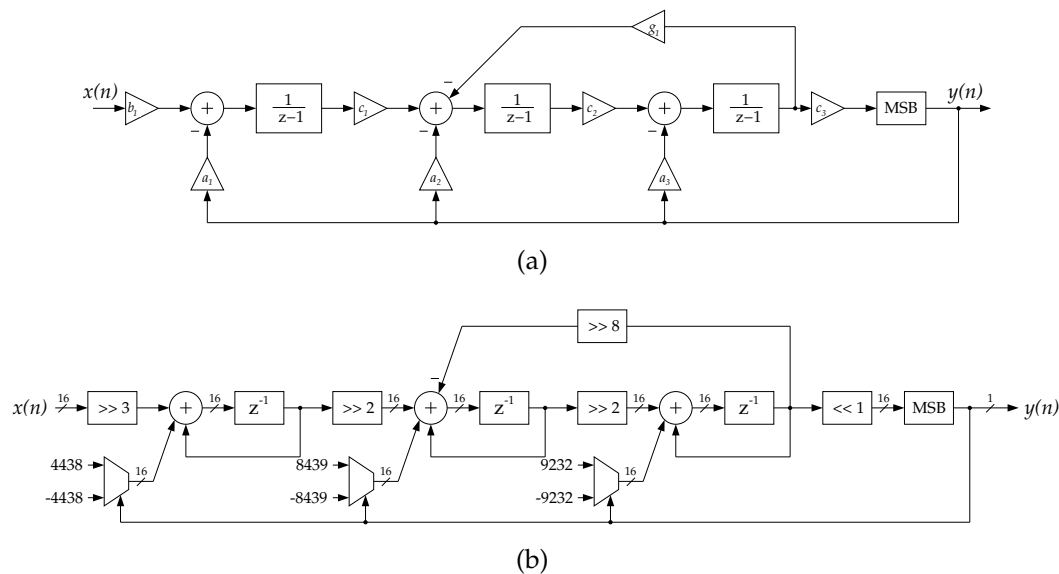 g₁
x(n) b₁ + 1/(z−1) c₁ + 1/(z−1) c₂ + 1/(z−1) c₃ MSB y(n)
− − − −
a₁ a₂ a₃
(a)
>> 8
−
x(n) 16 >> 3 + 16 z⁻¹ >> 2 16 + 16 z⁻¹ >> 2 16 + 16 z⁻¹ << 1 16 MSB 1 y(n)
4438 16 8439 16 9232 16
-4438 -8439 -9232
(b)